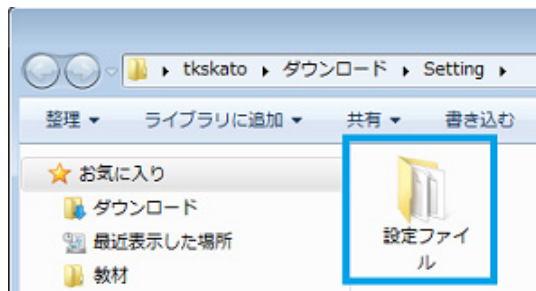 tkskato ▸ ダウンロード ▸ Setting ▸
整理 ▾ ライブラリに追加 ▾ 共有 ▾ 書き込む
お気に入り
ダウンロード
最近表示した場所
教材
設定ファイ
ル